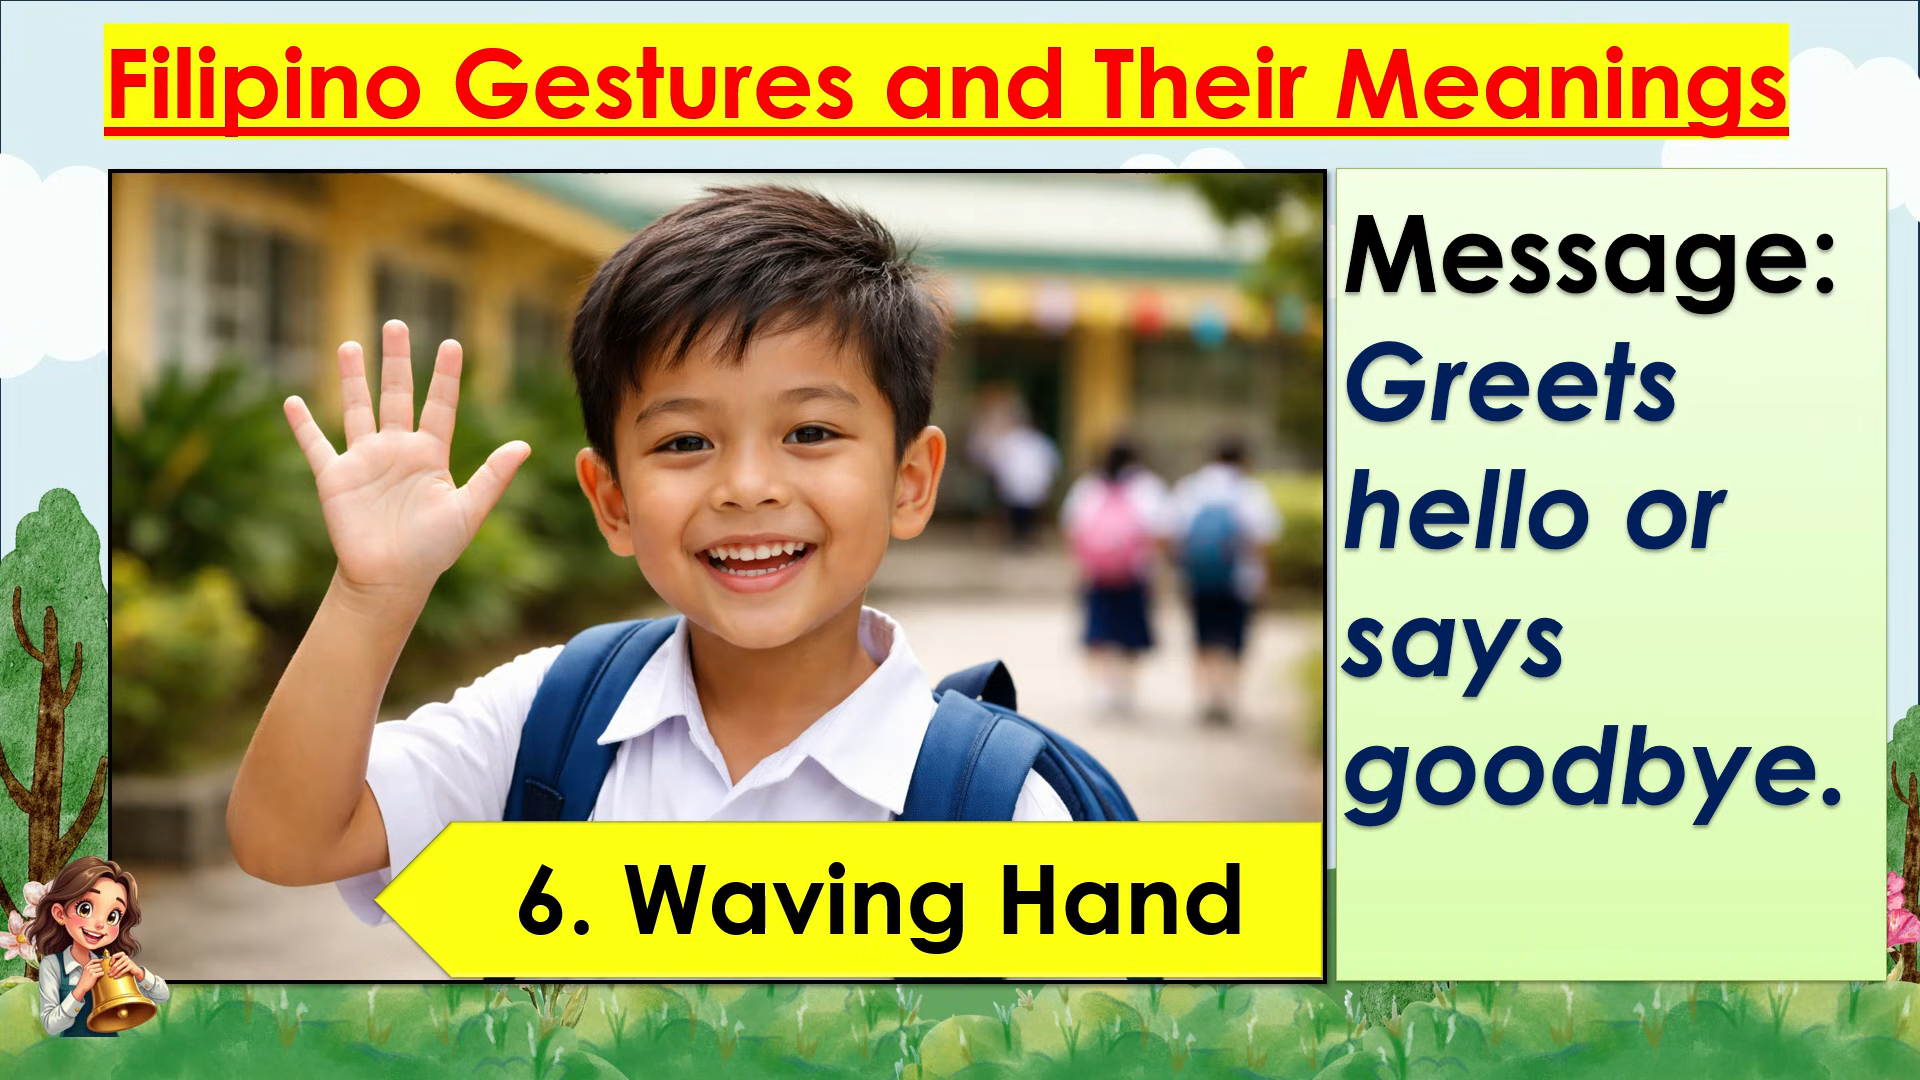 Filipino Gestures and Their Meanings
Message:
Greets
hello or
says
goodbye.
6. Waving Hand